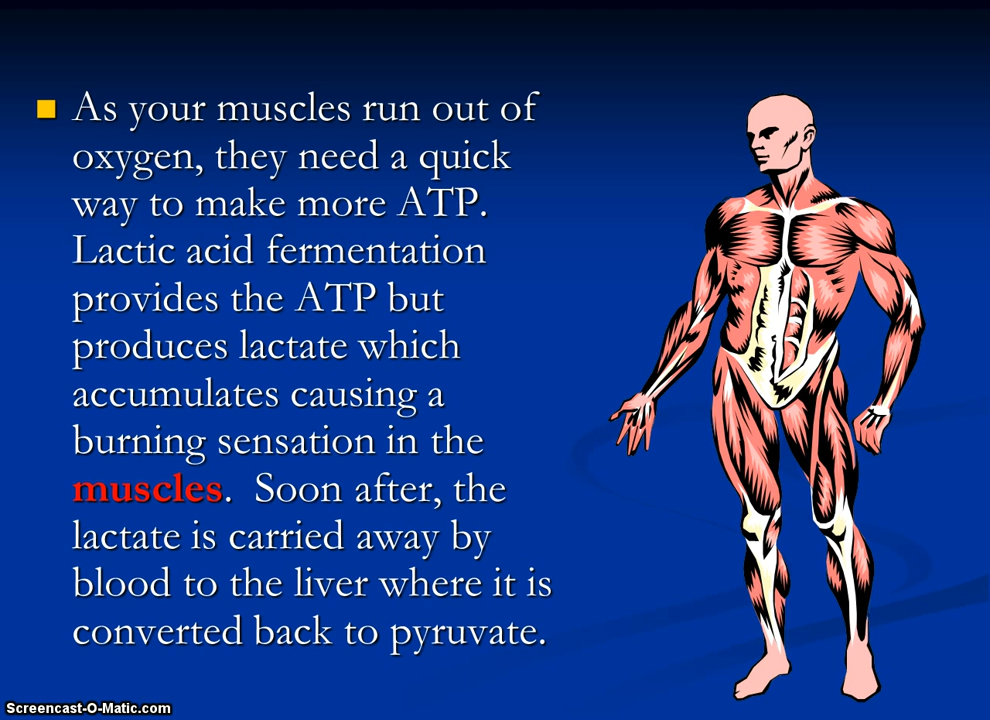 As your muscles run out of
oxygen, they need a quick
way to make more ATP.
Lactic acid fermentation
provides the ATP but
produces lactate which
accumulates causing a
burning sensation in the
muscles.  Soon after, the
lactate is carried away by
blood to the liver where it is
converted back to pyruvate.
Screencast-O-Matic.com